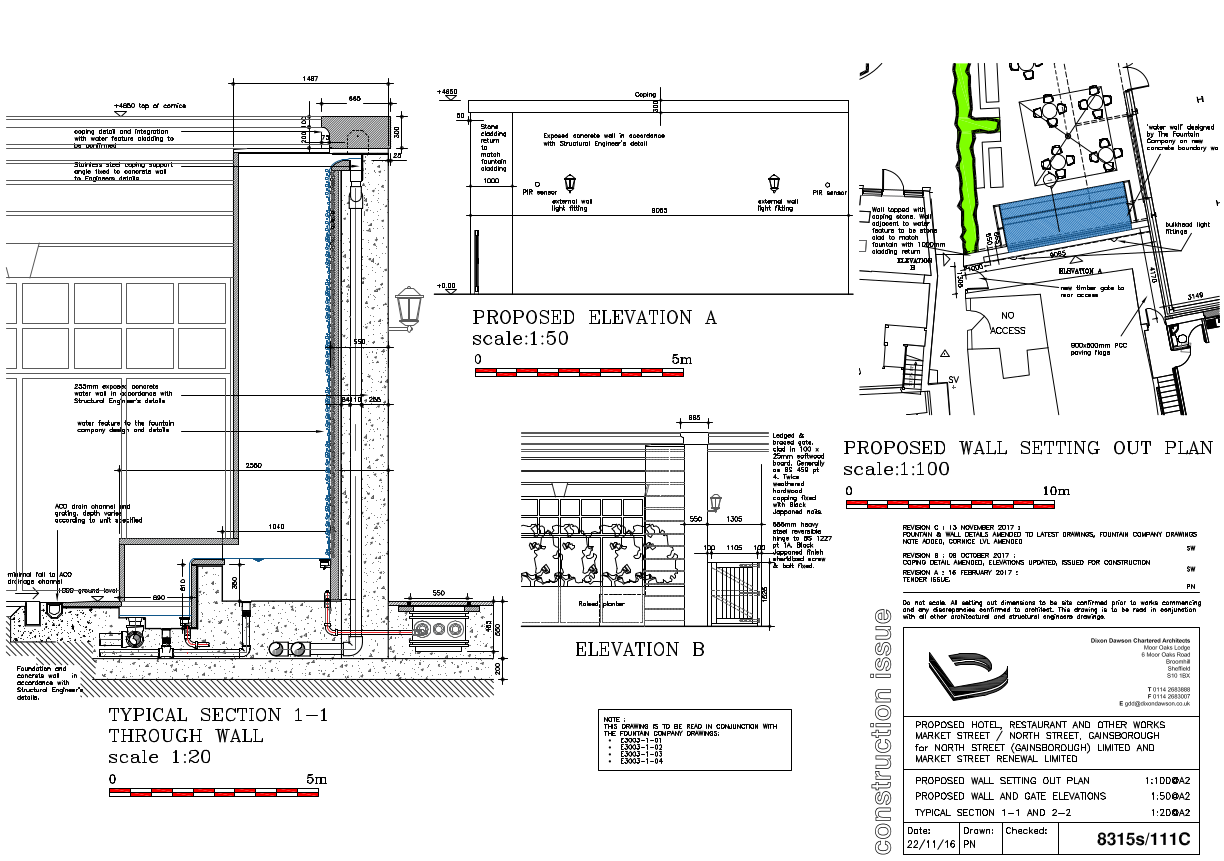 1487
665
+4850 top of cornice
coping detail and integration
with water feature cladding to
be confirmed
200 100
75
300
25
Stainless steel coping support
angle fixed to concrete wall
to Engineers details
550
255mm exposed concrete
water wall in accordance with
Structural Engineer's details
110 255
water feature to the fountain
company design and details
2560
ACO drain channel and
grating, depth varies
according to unit specified
1040
minimal fall to ACO
drainage channel
ground level
690
610
350
550
451
550
200
Foundation and
concrete wall in
accordance with
Structural Engineer's
details.
TYPICAL SECTION 1-1
THROUGH WALL
scale 1:20
0 5m
+4850
Coping
300
50
Stone
cladding
return
to
match
fountain
cladding
Exposed concrete wall in accordance
with Structural Engineer's detail
1000
PIR sensor
external wall
light fitting
external wall
light fitting
PIR sensor
9065
+0.00
PROPOSED ELEVATION A
scale:1:50
0 5m
885
Ledged &
braced gate.
clad in 100 x
25mm softwood
board. Generally
as BS 459 pt
4. Twice
weathered
hardwood
capping fixed
with Black
Japponed nails.
heavy
steel reversible
hinge to BS 1227
pt 1A. Black
Japponed finish
sheridized screw
& bolt fixed.
550 1305
100 1105 100
Raised planter
ELEVATION B
NOTE :
THIS DRAWING IS TO BE READ IN CONJUNCTION WITH
THE FOUNTAIN COMPANY DRAWINGS:
• E3003-1-01
• E3003-1-02
• E3003-1-03
• E3003-1-04
H
'water wall' designed
by The Fountain
Company on new
concrete boundary wa
Wall topped with
coping stone. Wall
adjacent to water
feature to be stone
clad to match
fountain with 1000mm
cladding return
ELEVATION
B
bulkhead light
fittings
9065
ELEVATION A
1000
1305
4170
3149
new timber gate to
rear access
NO
ACCESS
PCC
paving flags
SV
PROPOSED WALL SETTING OUT PLAN
scale:1:100
0 10m
REVISION C : 13 NOVEMBER 2017 :
FOUNTAIN & WALL DETAILS AMENDED TO LATEST DRAWINGS, FOUNTAIN COMPANY DRAWINGS
NOTE ADDED, CORNICE LVL AMENDED
SW
REVISION B : 09 OCTOBER 2017 :
COPING DETAIL AMENDED, ELEVATIONS UPDATED, ISSUED FOR CONSTRUCTION
SW
REVISION A : 16 FEBRUARY 2017 :
TENDER ISSUE.
PN
Do not scale. All setting out dimensions to be site confirmed prior to works commencing
and any discrepancies confirmed to architect. This drawing is to be read in conjunction
with all other architectural and structural engineers drawings.
construction issue
Dixon Dawson Chartered Architects
Moor Oaks Lodge
6 Moor Oaks Road
Broomhill
Sheffield
S10 1BX
T 0114 2683888
F 0114 2683007
E gdd@dixondawson.co.uk
PROPOSED HOTEL, RESTAURANT AND OTHER WORKS
MARKET STREET / NORTH STREET, GAINSBOROUGH
for NORTH STREET (GAINSBOROUGH) LIMITED AND
MARKET STREET RENEWAL LIMITED
PROPOSED WALL SETTING OUT PLAN 1:100@A2
PROPOSED WALL AND GATE ELEVATIONS 1:50@A2
TYPICAL SECTION 1-1 AND 2-2 1:20@A2
Date: Drawn: Checked:
22/11/16 PN
8315s/111C